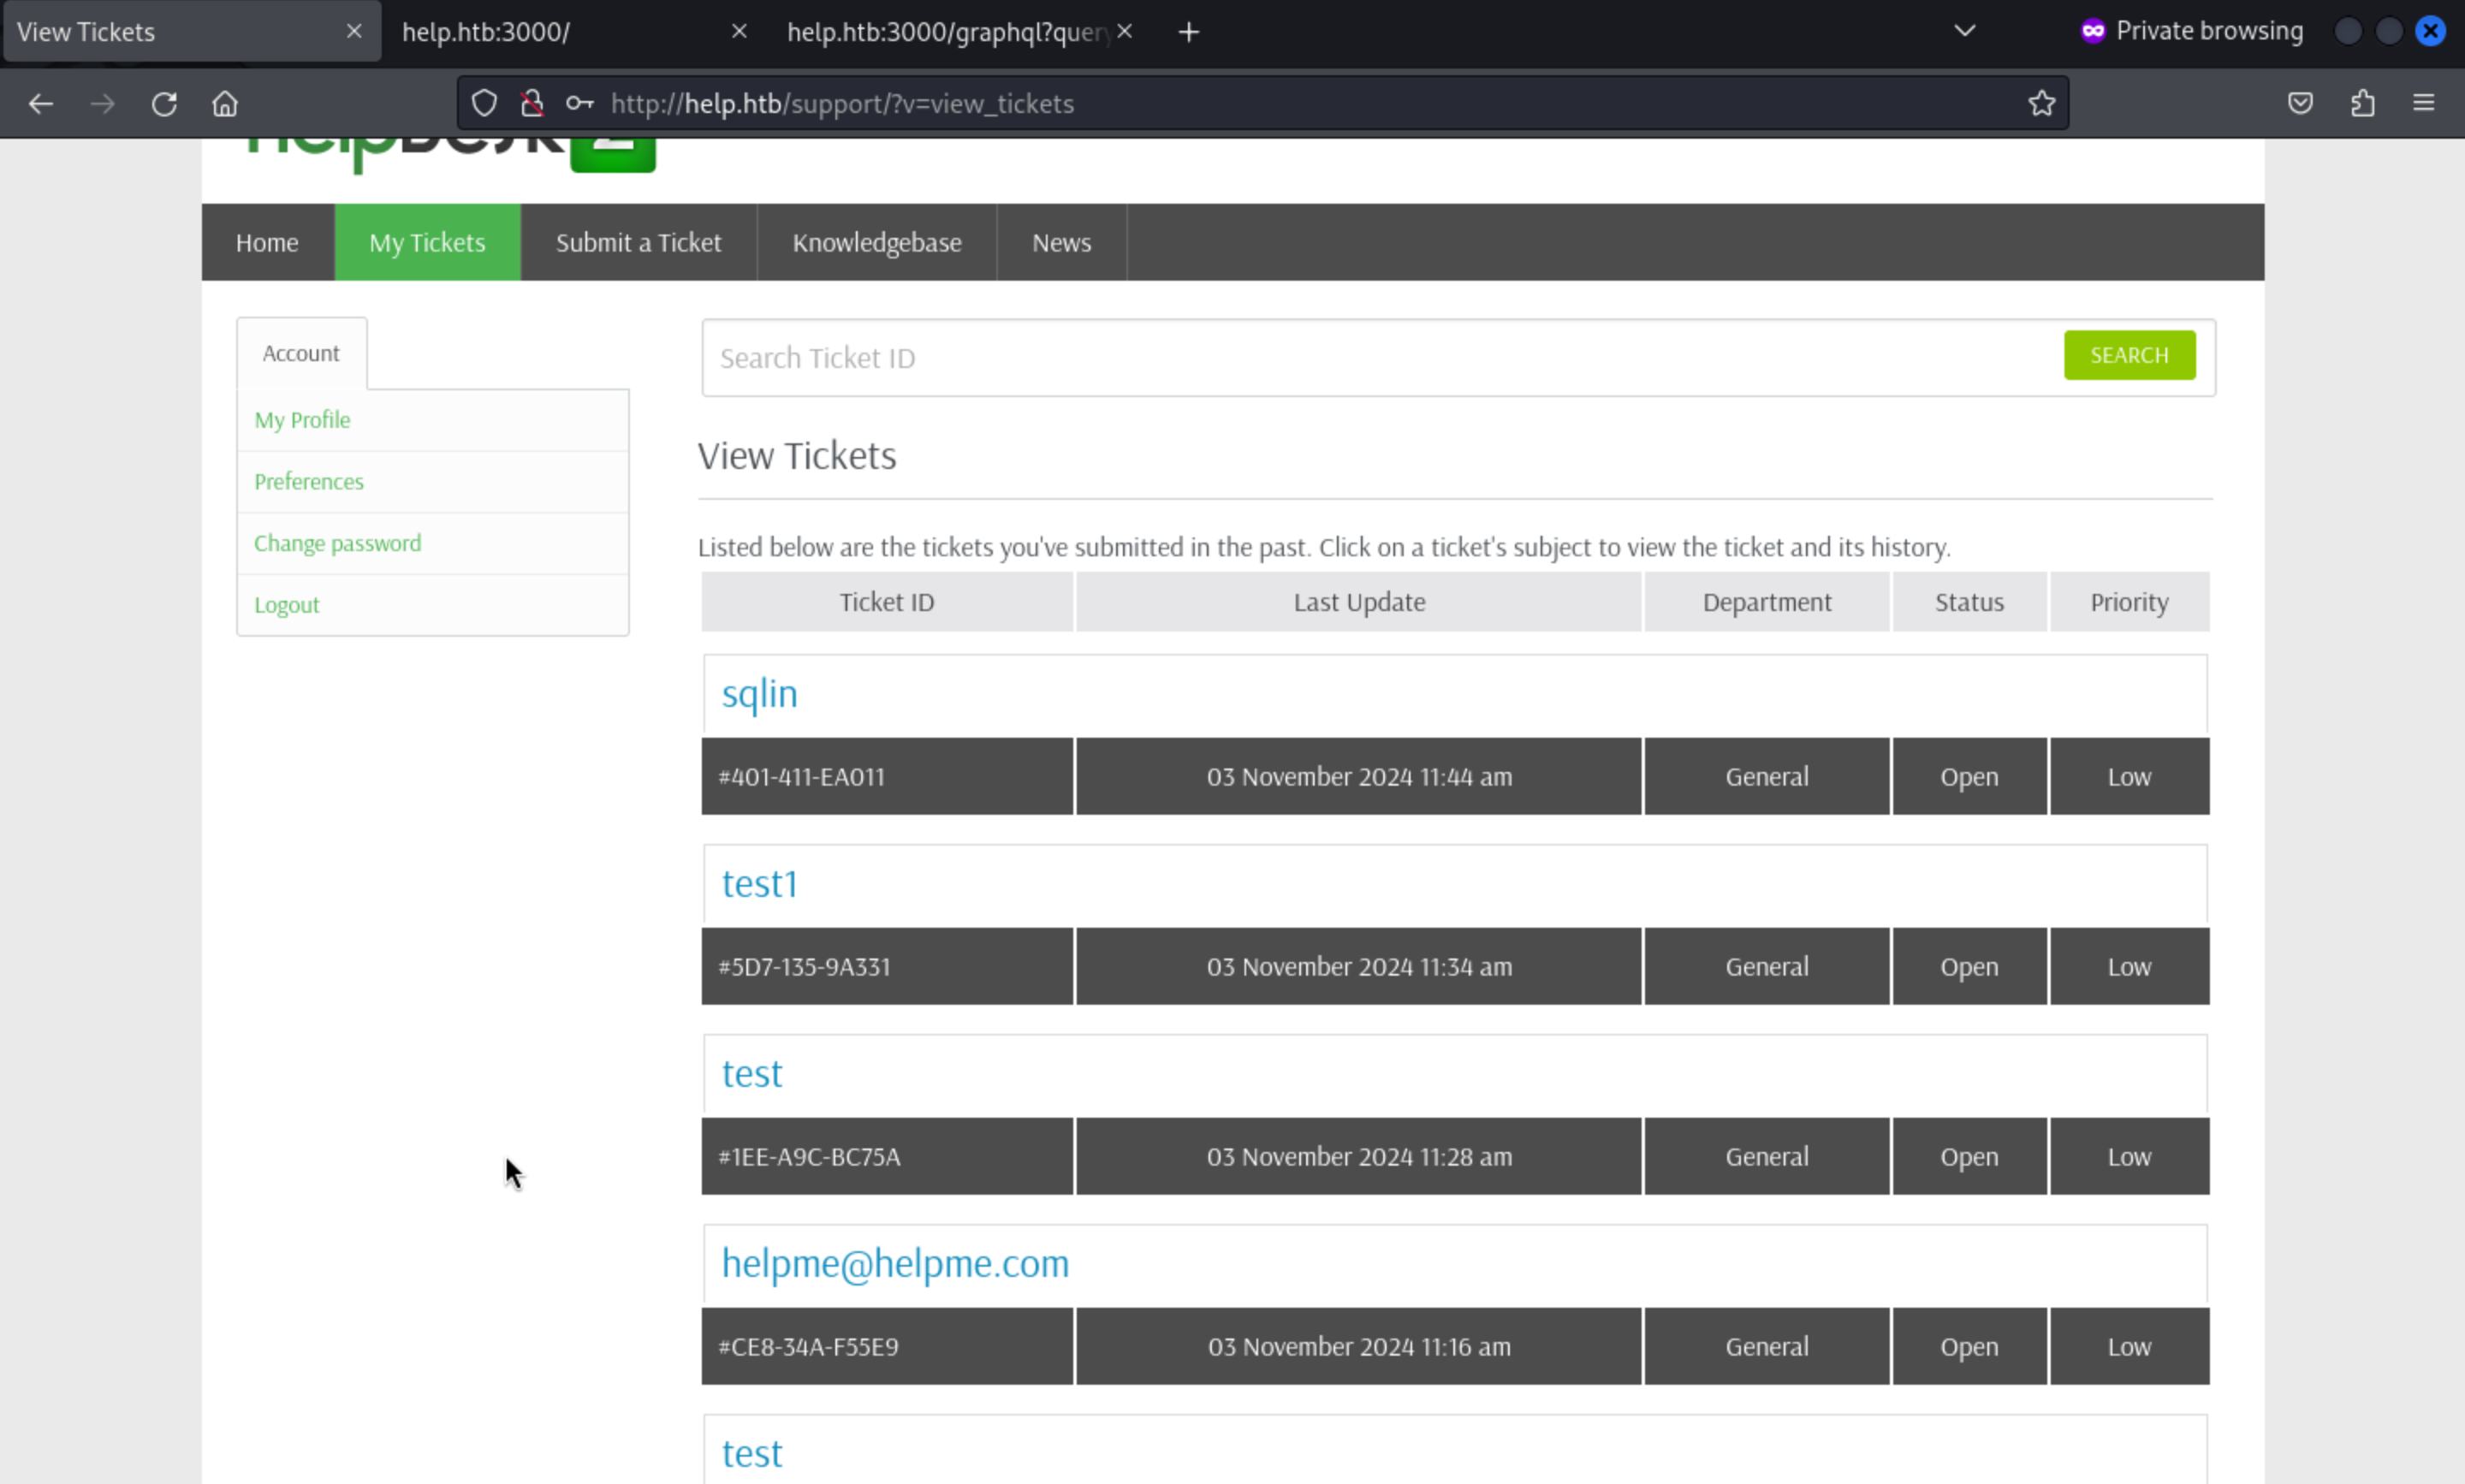 View Tickets
help.htb:3000/
help.htb:3000/graphql?quer
Private browsing
http://help.htb/support/?v=view_tickets
HelpDesk 2
Home My Tickets Submit a Ticket Knowledgebase News
Account
My Profile
Preferences
Change password
Logout
Search Ticket ID SEARCH
View Tickets
Listed below are the tickets you've submitted in the past. Click on a ticket's subject to view the ticket and its history.
Ticket ID Last Update Department Status Priority
sqlin
#401-411-EA011 03 November 2024 11:44 am General Open Low
test1
#5D7-135-9A331 03 November 2024 11:34 am General Open Low
test
#1EE-A9C-BC75A 03 November 2024 11:28 am General Open Low
helpme@helpme.com
#CE8-34A-F55E9 03 November 2024 11:16 am General Open Low
test